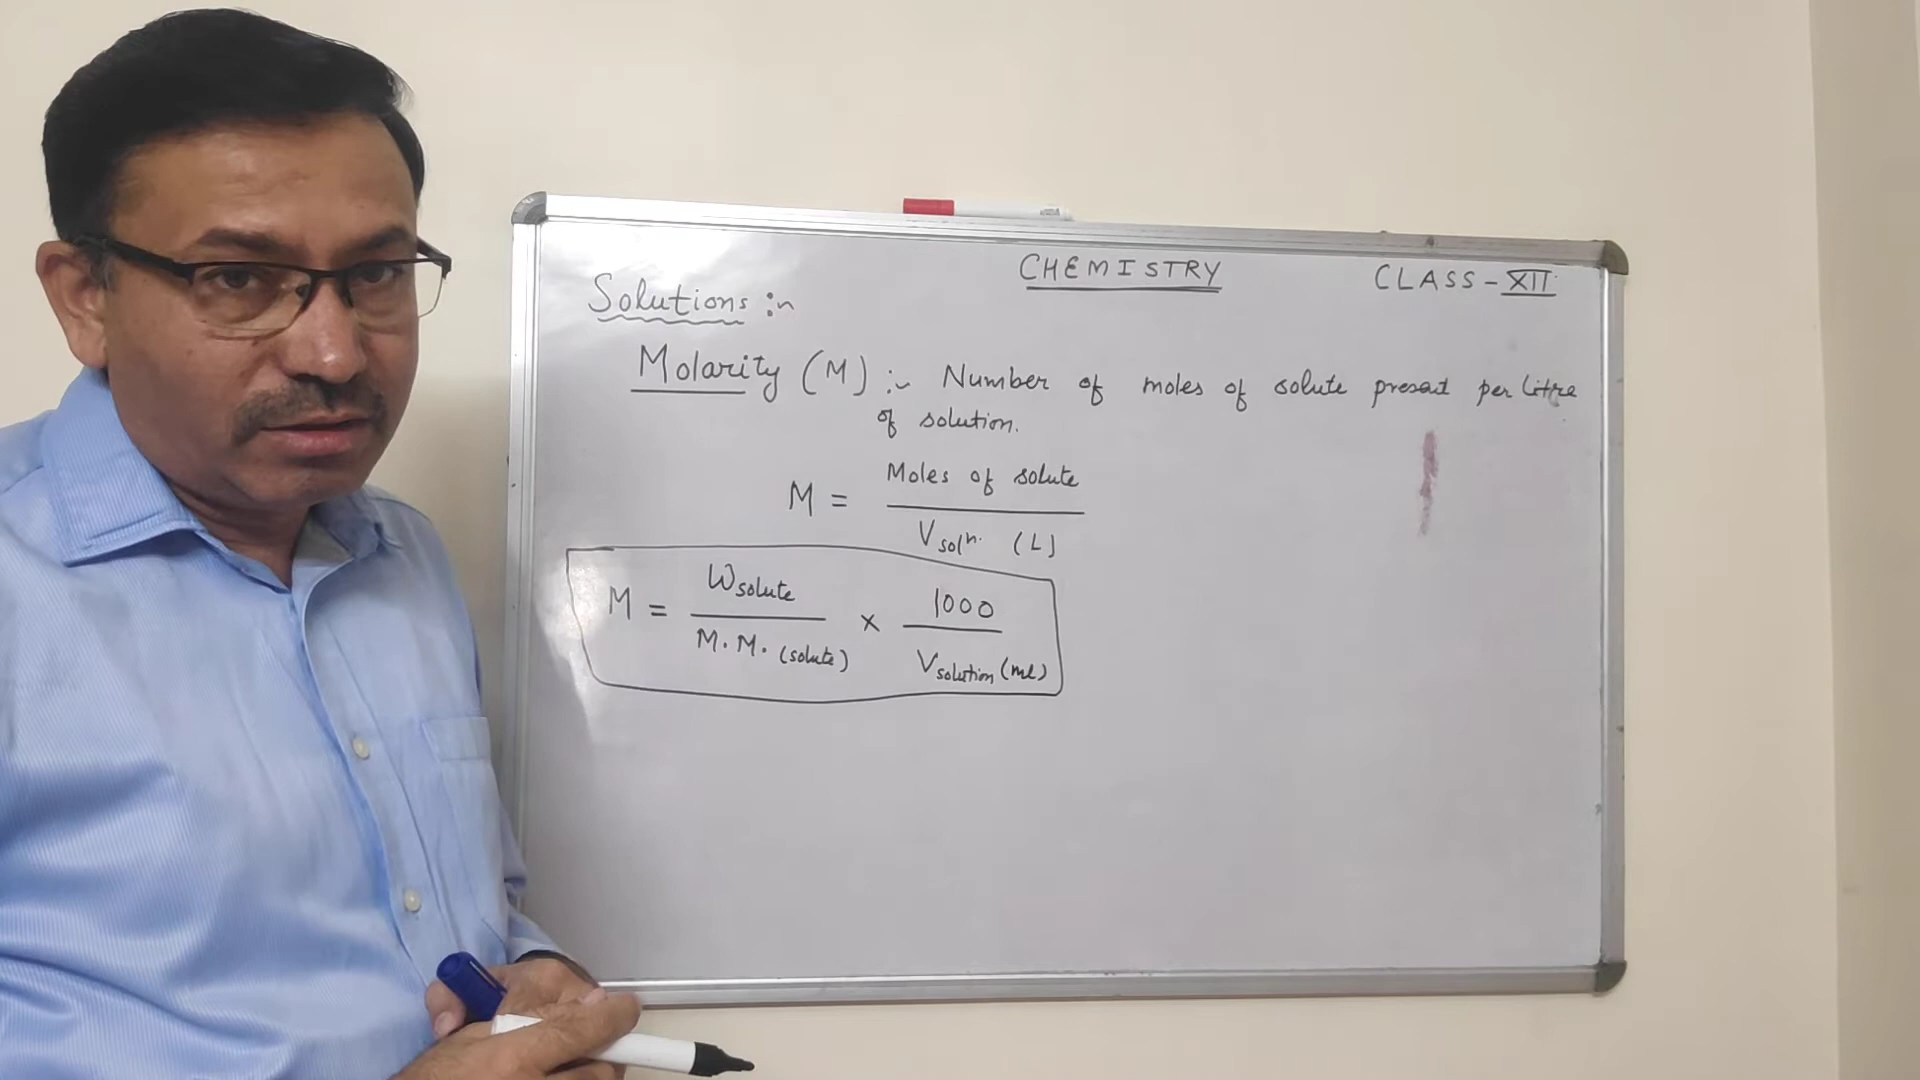 CHEMISTRY
CLASS - XII
Solutions :~
Molarity (M) :~ Number of moles of solute present per litre
of solution.
M = Moles of solute / Vsoln. (L)
M = Wsolute / M.M. (solute) × 1000 / Vsolution (ml)